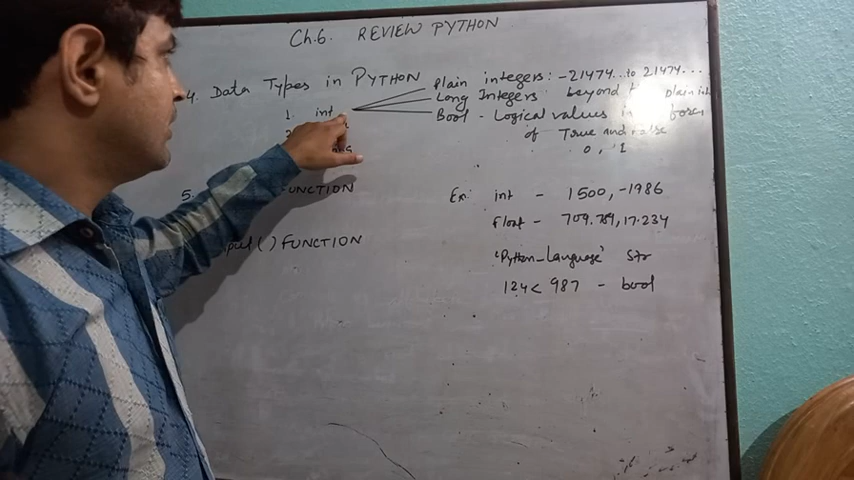 Ch.6. REVIEW PYTHON
4. Data Types in PYTHON
Plain integers: -21474...to 21474...
Long Integers: beyond plain int
1. int
Bool - Logical values in form
of True and False
0, 1
2
5. FUNCTION
Ex: int - 1500, -1986
Float - 709.789, 17.234
() FUNCTION
'Python_Language' Str
124 < 987 - bool